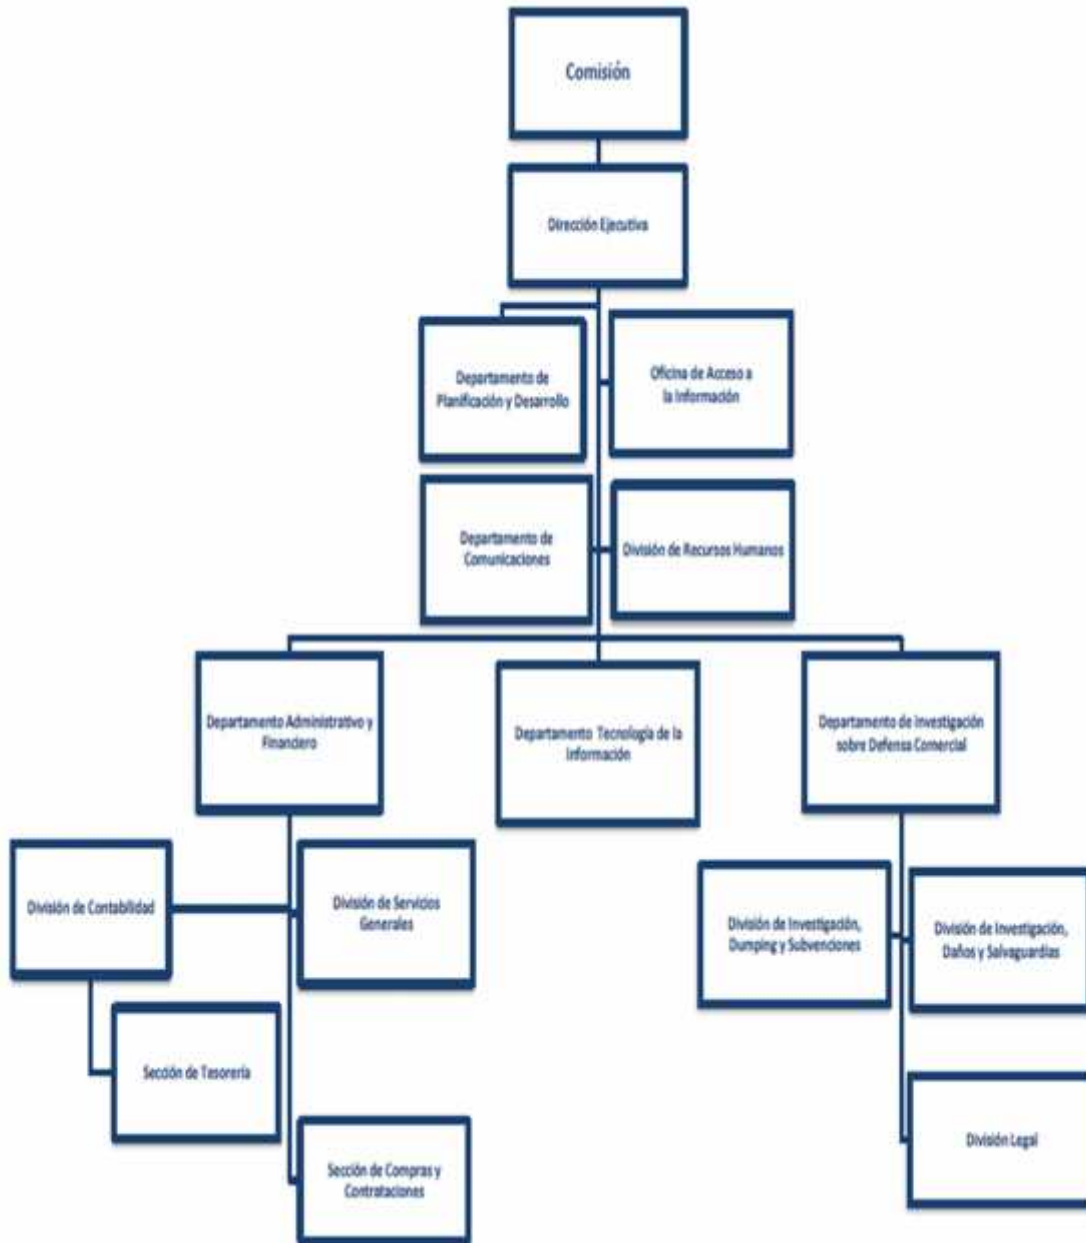 Comisión
Dirección Ejecutiva
Departamento de
Planificación y Desarrollo
Oficina de Acceso a
la Información
Departamento de
Comunicaciones
División de Recursos Humanos
Departamento Administrativo y
Financiero
Departamento Tecnología de la
Información
Departamento de Investigación
sobre Defensa Comercial
División de Contabilidad
División de Servicios
Generales
División de Investigación,
Dumping y Subvenciones
División de Investigación,
Daños y Salvaguardias
Sección de Tesorería
Sección de Compras y
Contrataciones
División Legal